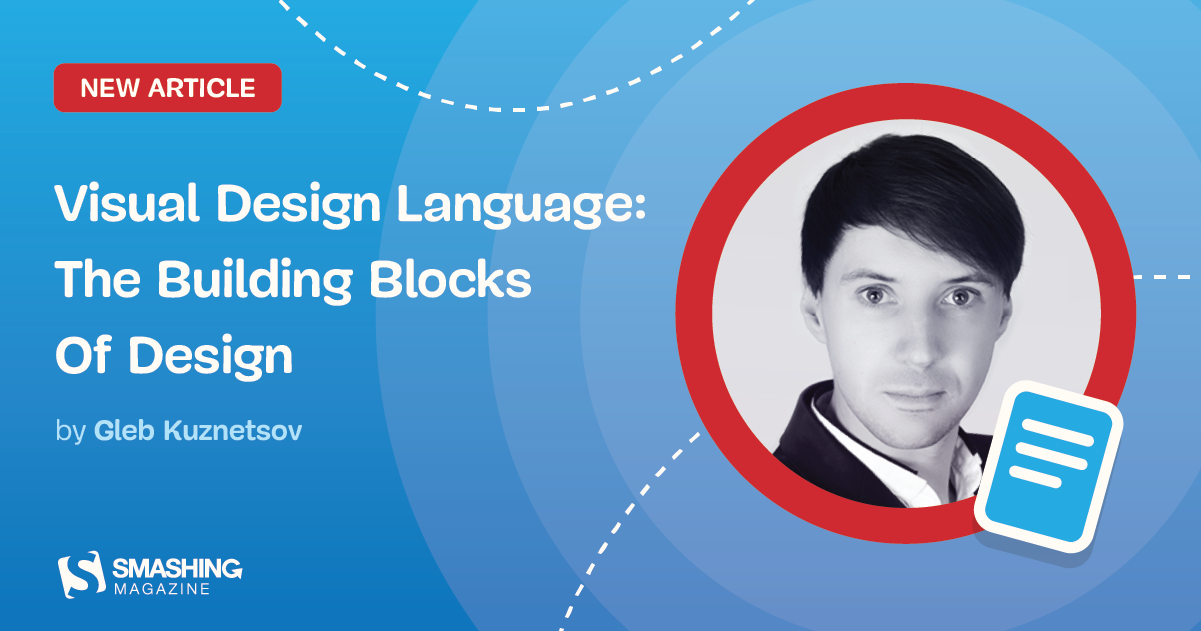 NEW ARTICLE
Visual Design Language:
The Building Blocks
Of Design
by Gleb Kuznetsov
SMASHING
MAGAZINE